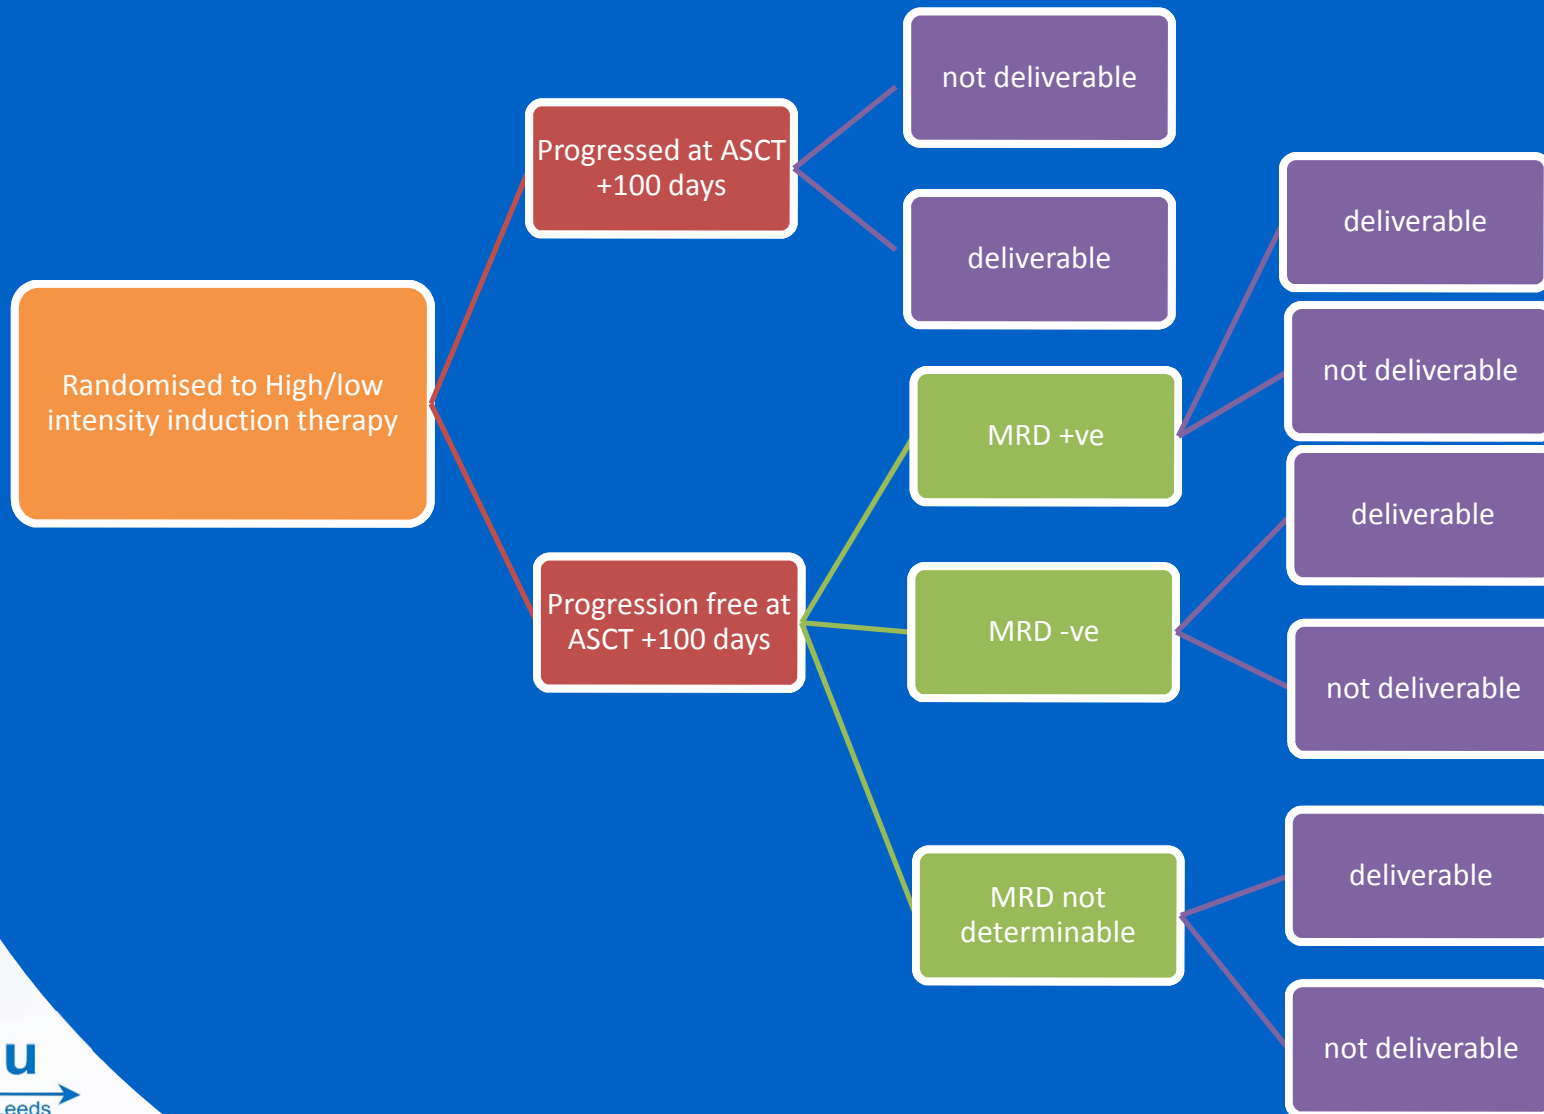 not deliverable
Progressed at ASCT
+100 days
deliverable
deliverable
Randomised to High/low
intensity induction therapy
not deliverable
MRD +ve
deliverable
Progression free at
ASCT +100 days
MRD -ve
not deliverable
deliverable
MRD not
determinable
not deliverable
u
eeds